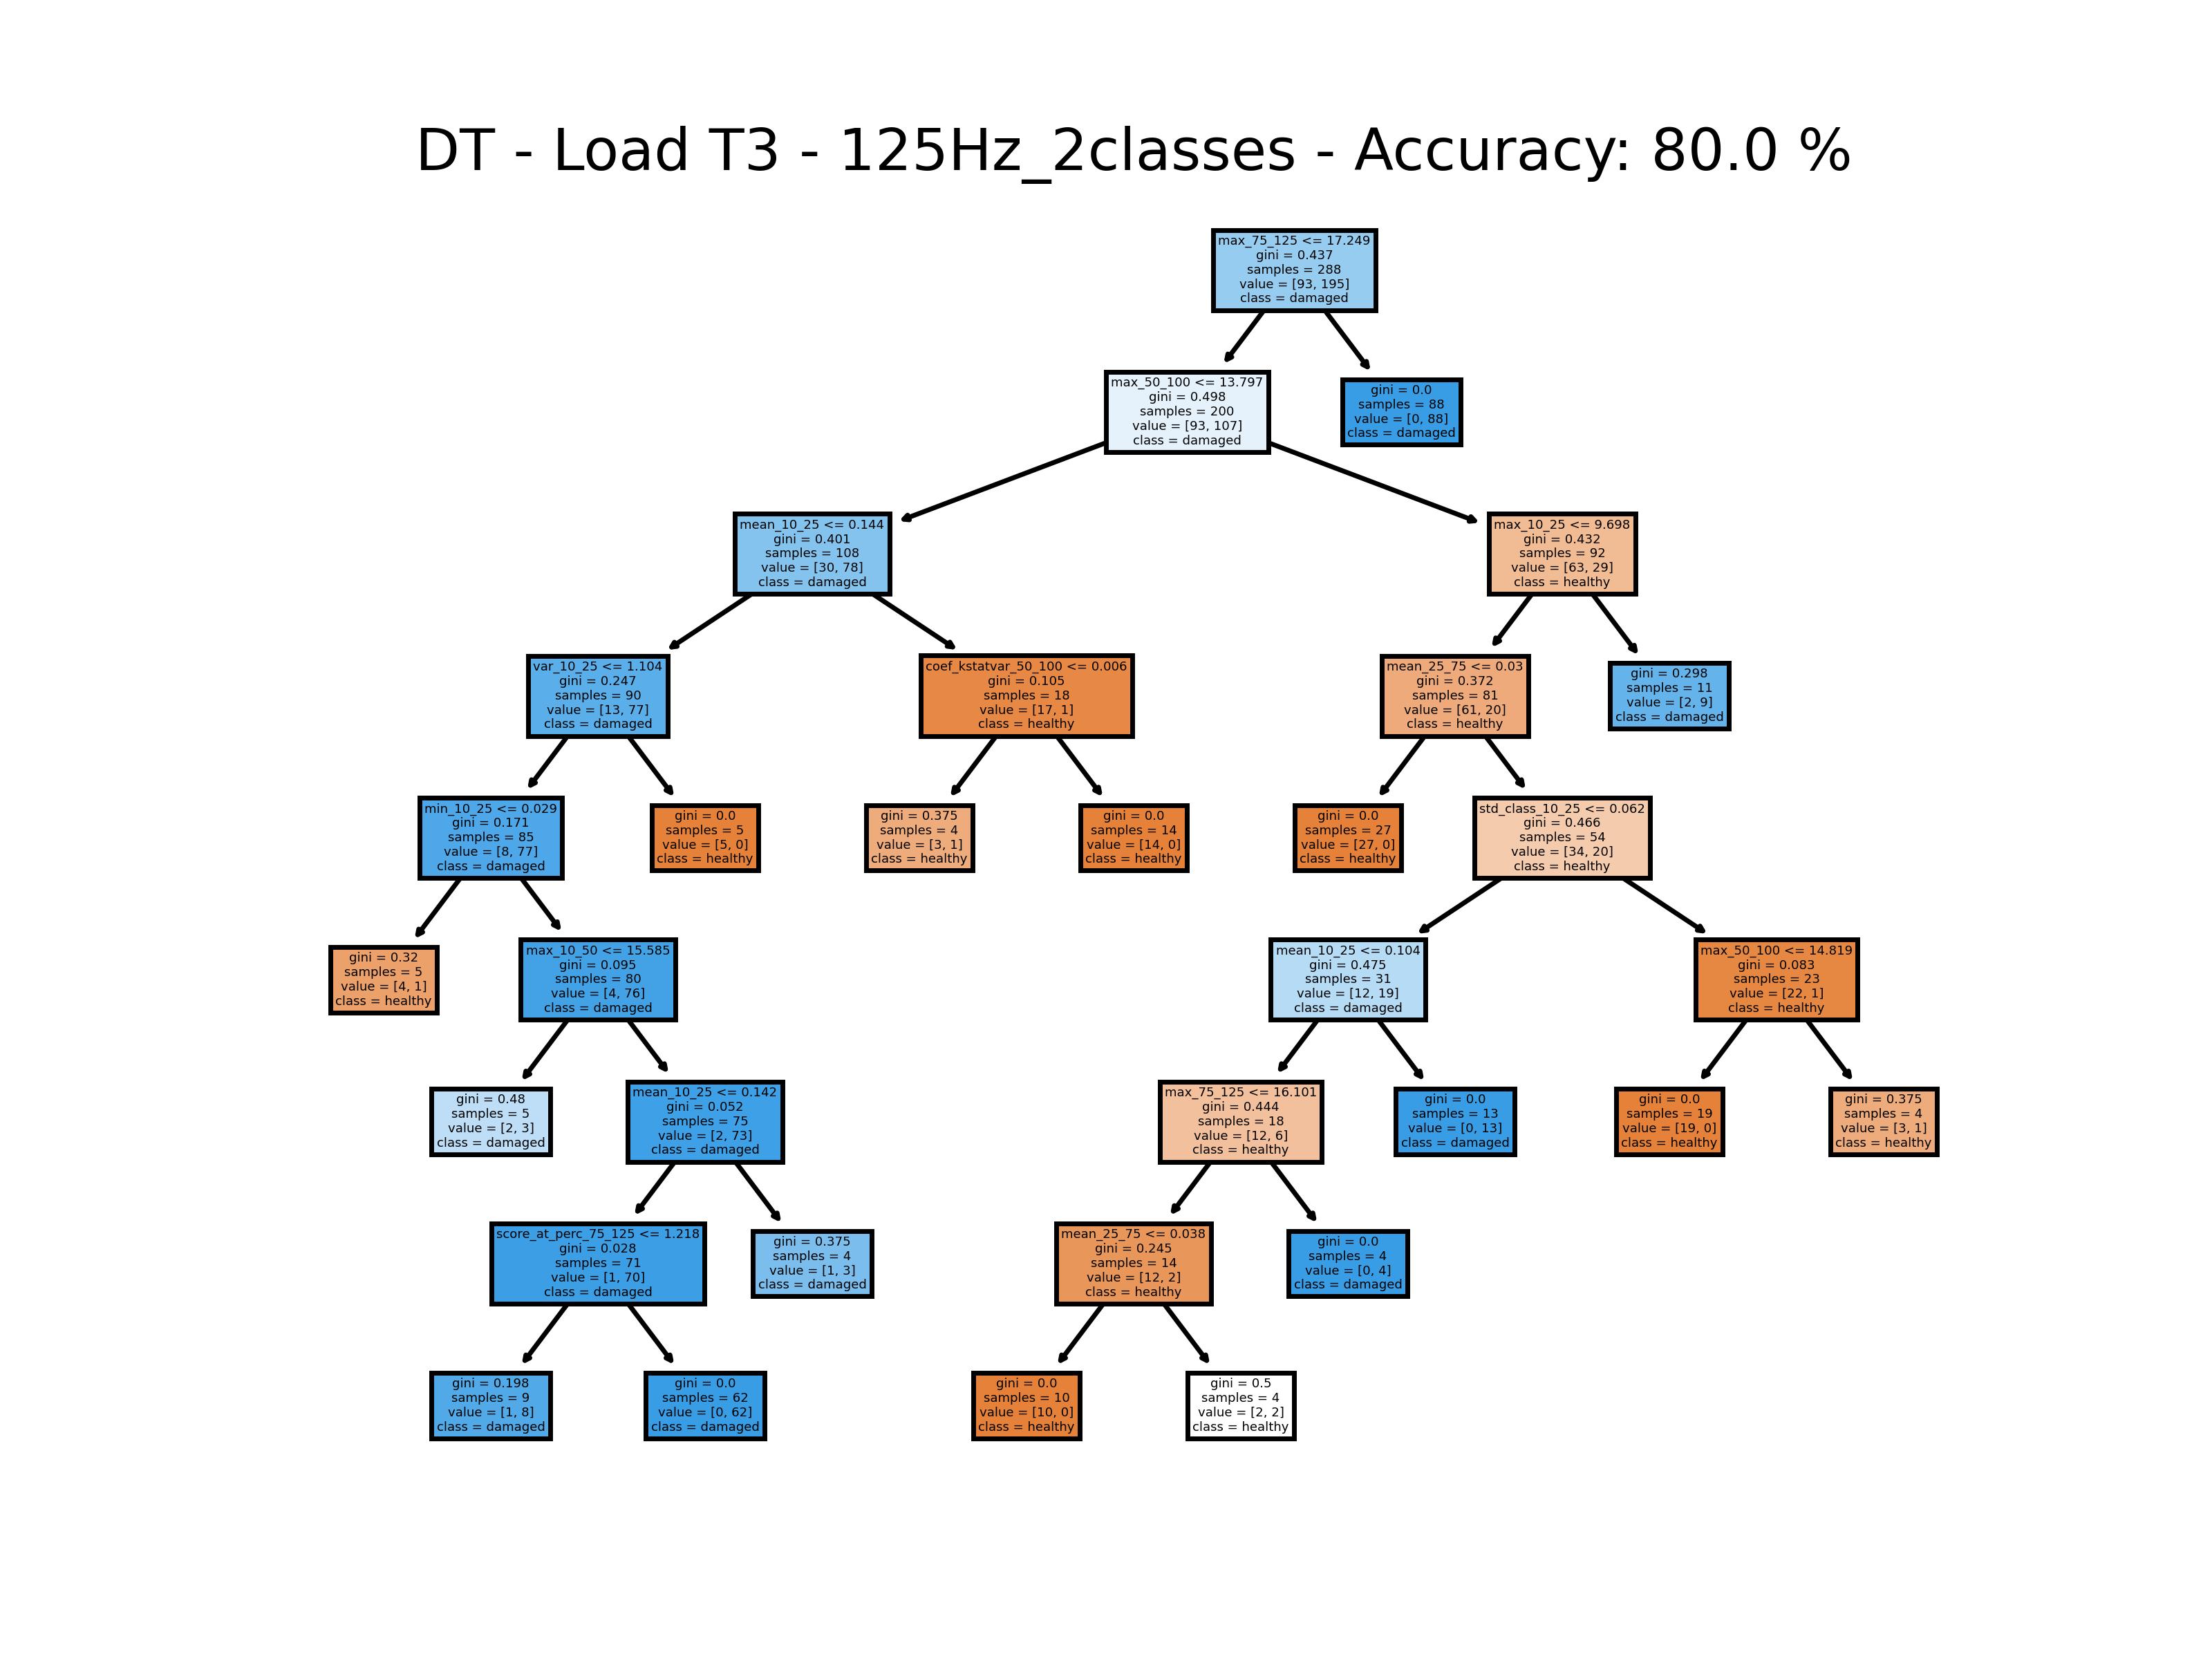 DT - Load T3 - 125Hz_2classes - Accuracy: 80.0 %
max_75_125 <= 17.249
gini = 0.437
samples = 288
value = [93, 195]
class = damaged
max_50_100 <= 13.797
gini = 0.498
samples = 200
value = [93, 107]
class = damaged
gini = 0.0
samples = 88
value = [0, 88]
class = damaged
mean_10_25 <= 0.144
gini = 0.401
samples = 108
value = [30, 78]
class = damaged
max_10_25 <= 9.698
gini = 0.432
samples = 92
value = [63, 29]
class = healthy
var_10_25 <= 1.104
gini = 0.247
samples = 90
value = [13, 77]
class = damaged
coef_kstatvar_50_100 <= 0.006
gini = 0.105
samples = 18
value = [17, 1]
class = healthy
mean_25_75 <= 0.03
gini = 0.372
samples = 81
value = [61, 20]
class = healthy
gini = 0.298
samples = 11
value = [2, 9]
class = damaged
min_10_25 <= 0.029
gini = 0.171
samples = 85
value = [8, 77]
class = damaged
gini = 0.0
samples = 5
value = [5, 0]
class = healthy
gini = 0.375
samples = 4
value = [3, 1]
class = healthy
gini = 0.0
samples = 14
value = [14, 0]
class = healthy
gini = 0.0
samples = 27
value = [27, 0]
class = healthy
std_class_10_25 <= 0.062
gini = 0.466
samples = 54
value = [34, 20]
class = healthy
gini = 0.32
samples = 5
value = [4, 1]
class = healthy
max_10_50 <= 15.585
gini = 0.095
samples = 80
value = [4, 76]
class = damaged
mean_10_25 <= 0.104
gini = 0.475
samples = 31
value = [12, 19]
class = damaged
max_50_100 <= 14.819
gini = 0.083
samples = 23
value = [22, 1]
class = healthy
gini = 0.48
samples = 5
value = [2, 3]
class = damaged
mean_10_25 <= 0.142
gini = 0.052
samples = 75
value = [2, 73]
class = damaged
max_75_125 <= 16.101
gini = 0.444
samples = 18
value = [12, 6]
class = healthy
gini = 0.0
samples = 13
value = [0, 13]
class = damaged
gini = 0.0
samples = 19
value = [19, 0]
class = healthy
gini = 0.375
samples = 4
value = [3, 1]
class = healthy
score_at_perc_75_125 <= 1.218
gini = 0.028
samples = 71
value = [1, 70]
class = damaged
gini = 0.375
samples = 4
value = [1, 3]
class = damaged
mean_25_75 <= 0.038
gini = 0.245
samples = 14
value = [12, 2]
class = healthy
gini = 0.0
samples = 4
value = [0, 4]
class = damaged
gini = 0.198
samples = 9
value = [1, 8]
class = damaged
gini = 0.0
samples = 62
value = [0, 62]
class = damaged
gini = 0.0
samples = 10
value = [10, 0]
class = healthy
gini = 0.5
samples = 4
value = [2, 2]
class = healthy